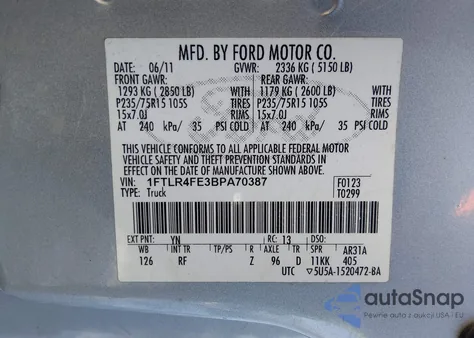 MFD. BY FORD MOTOR CO.
DATE: 06/11 GVWR: 2336 KG ( 5150 LB)
FRONT GAWR: REAR GAWR:
1293 KG ( 2850 LB) 1179 KG ( 2600 LB)
P235/75R15 105S TIRES P235/75R15 105S TIRES
15x7.0J RIMS 15x7.0J RIMS
AT 240 kPa/ 35 PSI COLD AT 240 kPa/ 35 PSI COLD
THIS VEHICLE CONFORMS TO ALL APPLICABLE FEDERAL MOTOR
VEHICLE SAFETY AND THEFT PREVENTION STANDARDS IN EFFECT ON
THE DATE OF MANUFACTURE SHOWN ABOVE.
VIN: 1FTLR4FE3BPA70387 F0123
TYPE: Truck T0299
EXT PNT: YN RC: 13 DSO:
WB INT TR TP/PS R AXLE TR SPR AR31A
126 RF Z 96 D 11KK 405
UTC ▽5U5A-1520472-BA
autoSnap
Pewne auto z USA - EU